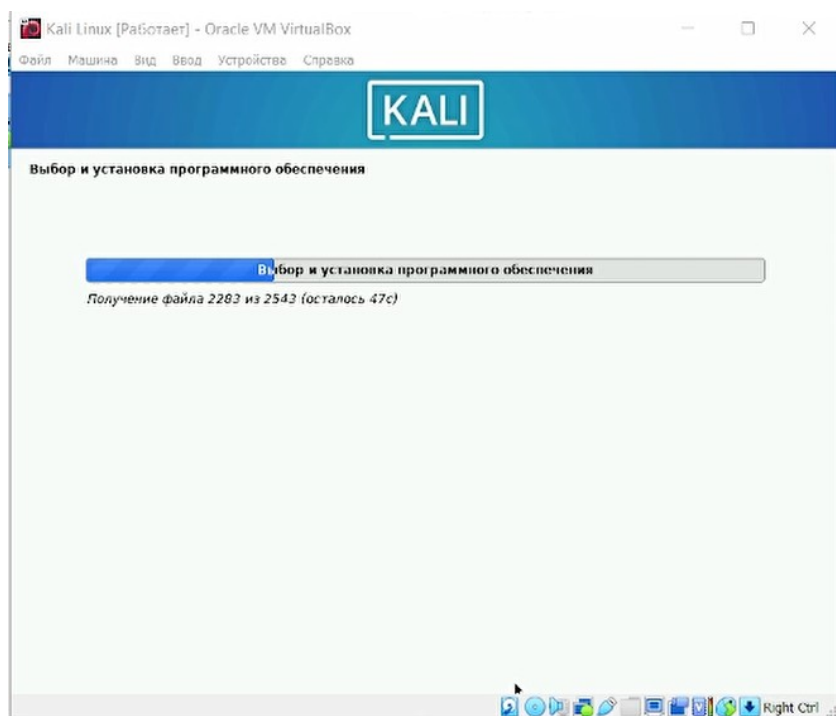 Kali Linux [Работает] - Oracle VM VirtualBox
Файл Машина Вид Ввод Устройства Справка
KALI
Выбор и установка программного обеспечения
Выбор и установка программного обеспечения
Получение файла 2283 из 2543 (осталось 47с)
Right Ctrl